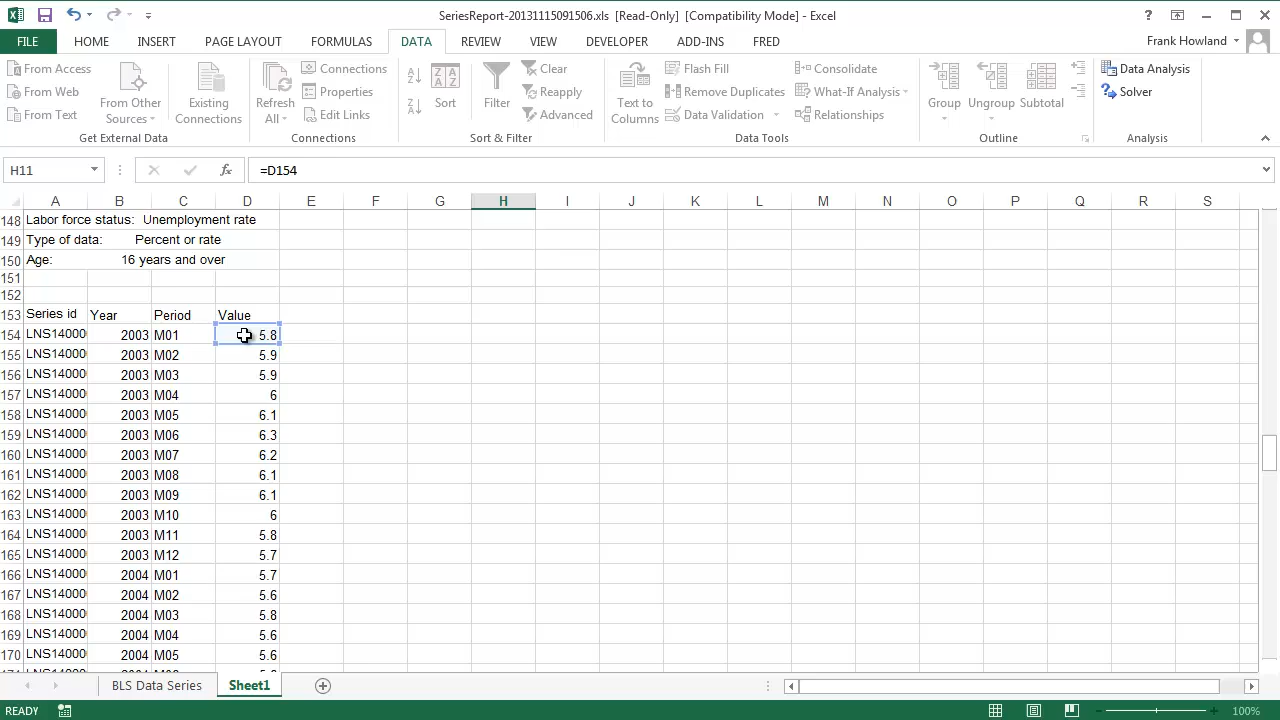 SeriesReport-20131115091506.xls [Read-Only] [Compatibility Mode] - Excel
FILE HOME INSERT PAGE LAYOUT FORMULAS DATA REVIEW VIEW DEVELOPER ADD-INS FRED Frank Howland
From Access
From Web
From Text
From Other Sources
Existing Connections
Get External Data
Refresh All
Connections
Properties
Edit Links
Connections
Sort
Filter
Clear
Reapply
Advanced
Sort & Filter
Text to Columns
Flash Fill
Remove Duplicates
Data Validation
Consolidate
What-If Analysis
Relationships
Data Tools
Group
Ungroup
Subtotal
Outline
Data Analysis
Solver
Analysis
H11 fx =D154
A B C D E F G H I J K L M N O P Q R S
148 Labor force status: Unemployment rate
149 Type of data: Percent or rate
150 Age: 16 years and over
151
152
153 Series id Year Period Value
154 LNS14000 2003 M01 5.8
155 LNS14000 2003 M02 5.9
156 LNS14000 2003 M03 5.9
157 LNS14000 2003 M04 6
158 LNS14000 2003 M05 6.1
159 LNS14000 2003 M06 6.3
160 LNS14000 2003 M07 6.2
161 LNS14000 2003 M08 6.1
162 LNS14000 2003 M09 6.1
163 LNS14000 2003 M10 6
164 LNS14000 2003 M11 5.8
165 LNS14000 2003 M12 5.7
166 LNS14000 2004 M01 5.7
167 LNS14000 2004 M02 5.6
168 LNS14000 2004 M03 5.8
169 LNS14000 2004 M04 5.6
170 LNS14000 2004 M05 5.6
BLS Data Series Sheet1
READY 100%